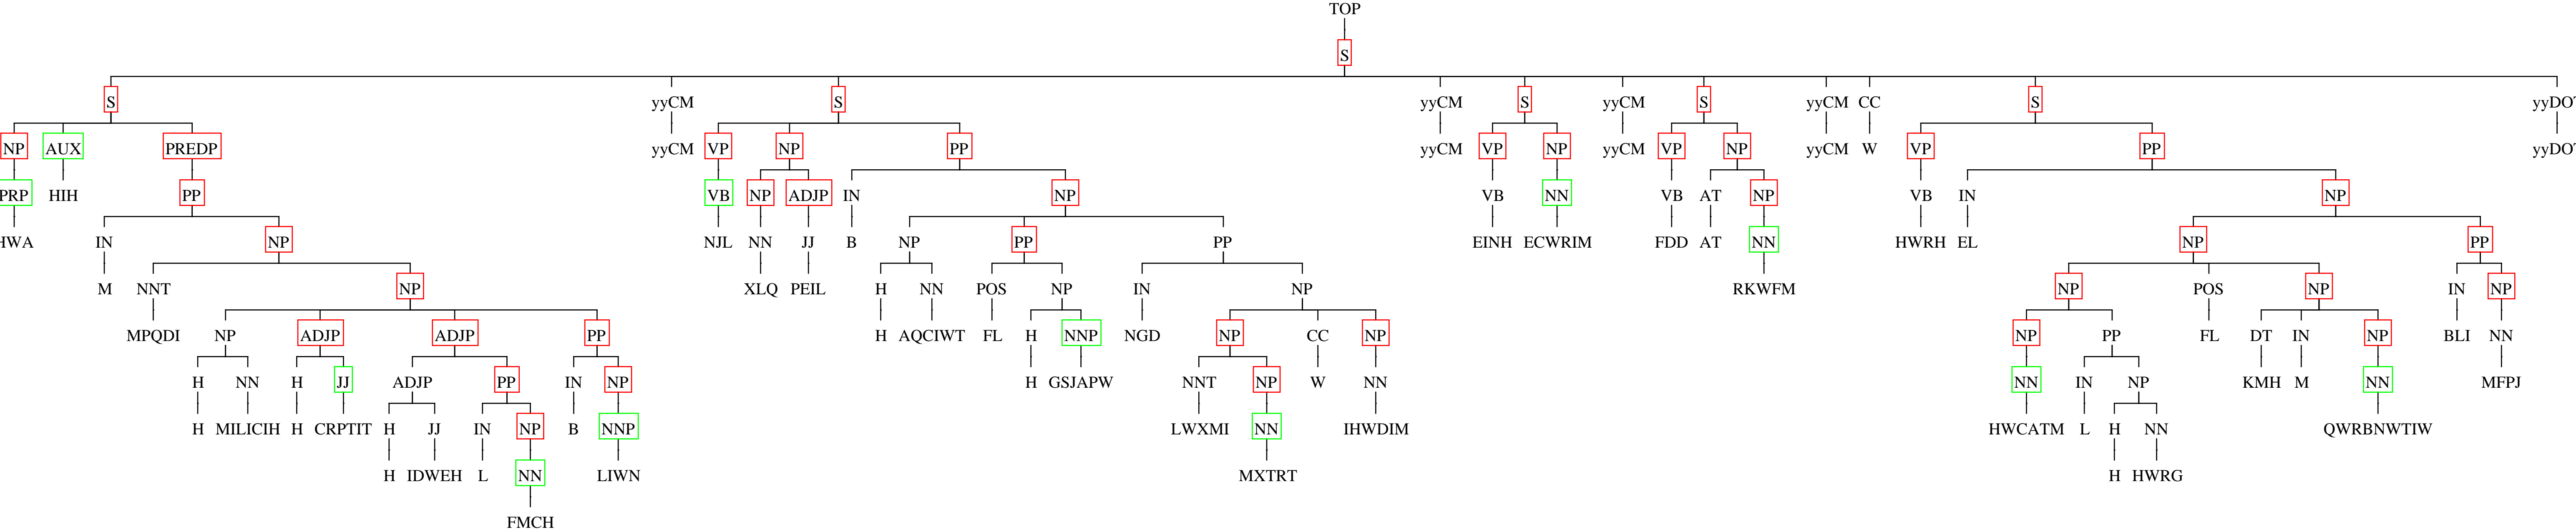 TOP
S
S yyCM S yyCM S yyCM S yyCM CC S
NP AUX PREDP yyCM VP NP PP yyCM VP NP yyCM VP NP yyCM W VP PP
PRP HIH PP VB NP ADJP IN NP VB NN VB AT NP VB IN NP
IN NP NJL NN JJ B NP PP PP EINH ECWRIM FDD AT NN HWRH EL NP PP
M NNT NP XLQ PEIL H NN POS NP IN NP RKWFM NP POS NP IN NP
MPQDI NP ADJP ADJP PP H AQCIWT FL H NNP NGD NP CC NP NP PP FL DT IN NP BLI NN
H NN H JJ ADJP PP IN NP H GSJAPW NNT NP W NN NN IN NP KMH M NN MFPJ
H MILICIH H CRPTIT H JJ IN NP B NNP LWXMI NN IHWDIM HWCATM L H NN QWRBNWTIW
H IDWEH L NN LIWN MXTRT H HWRG
FMCH